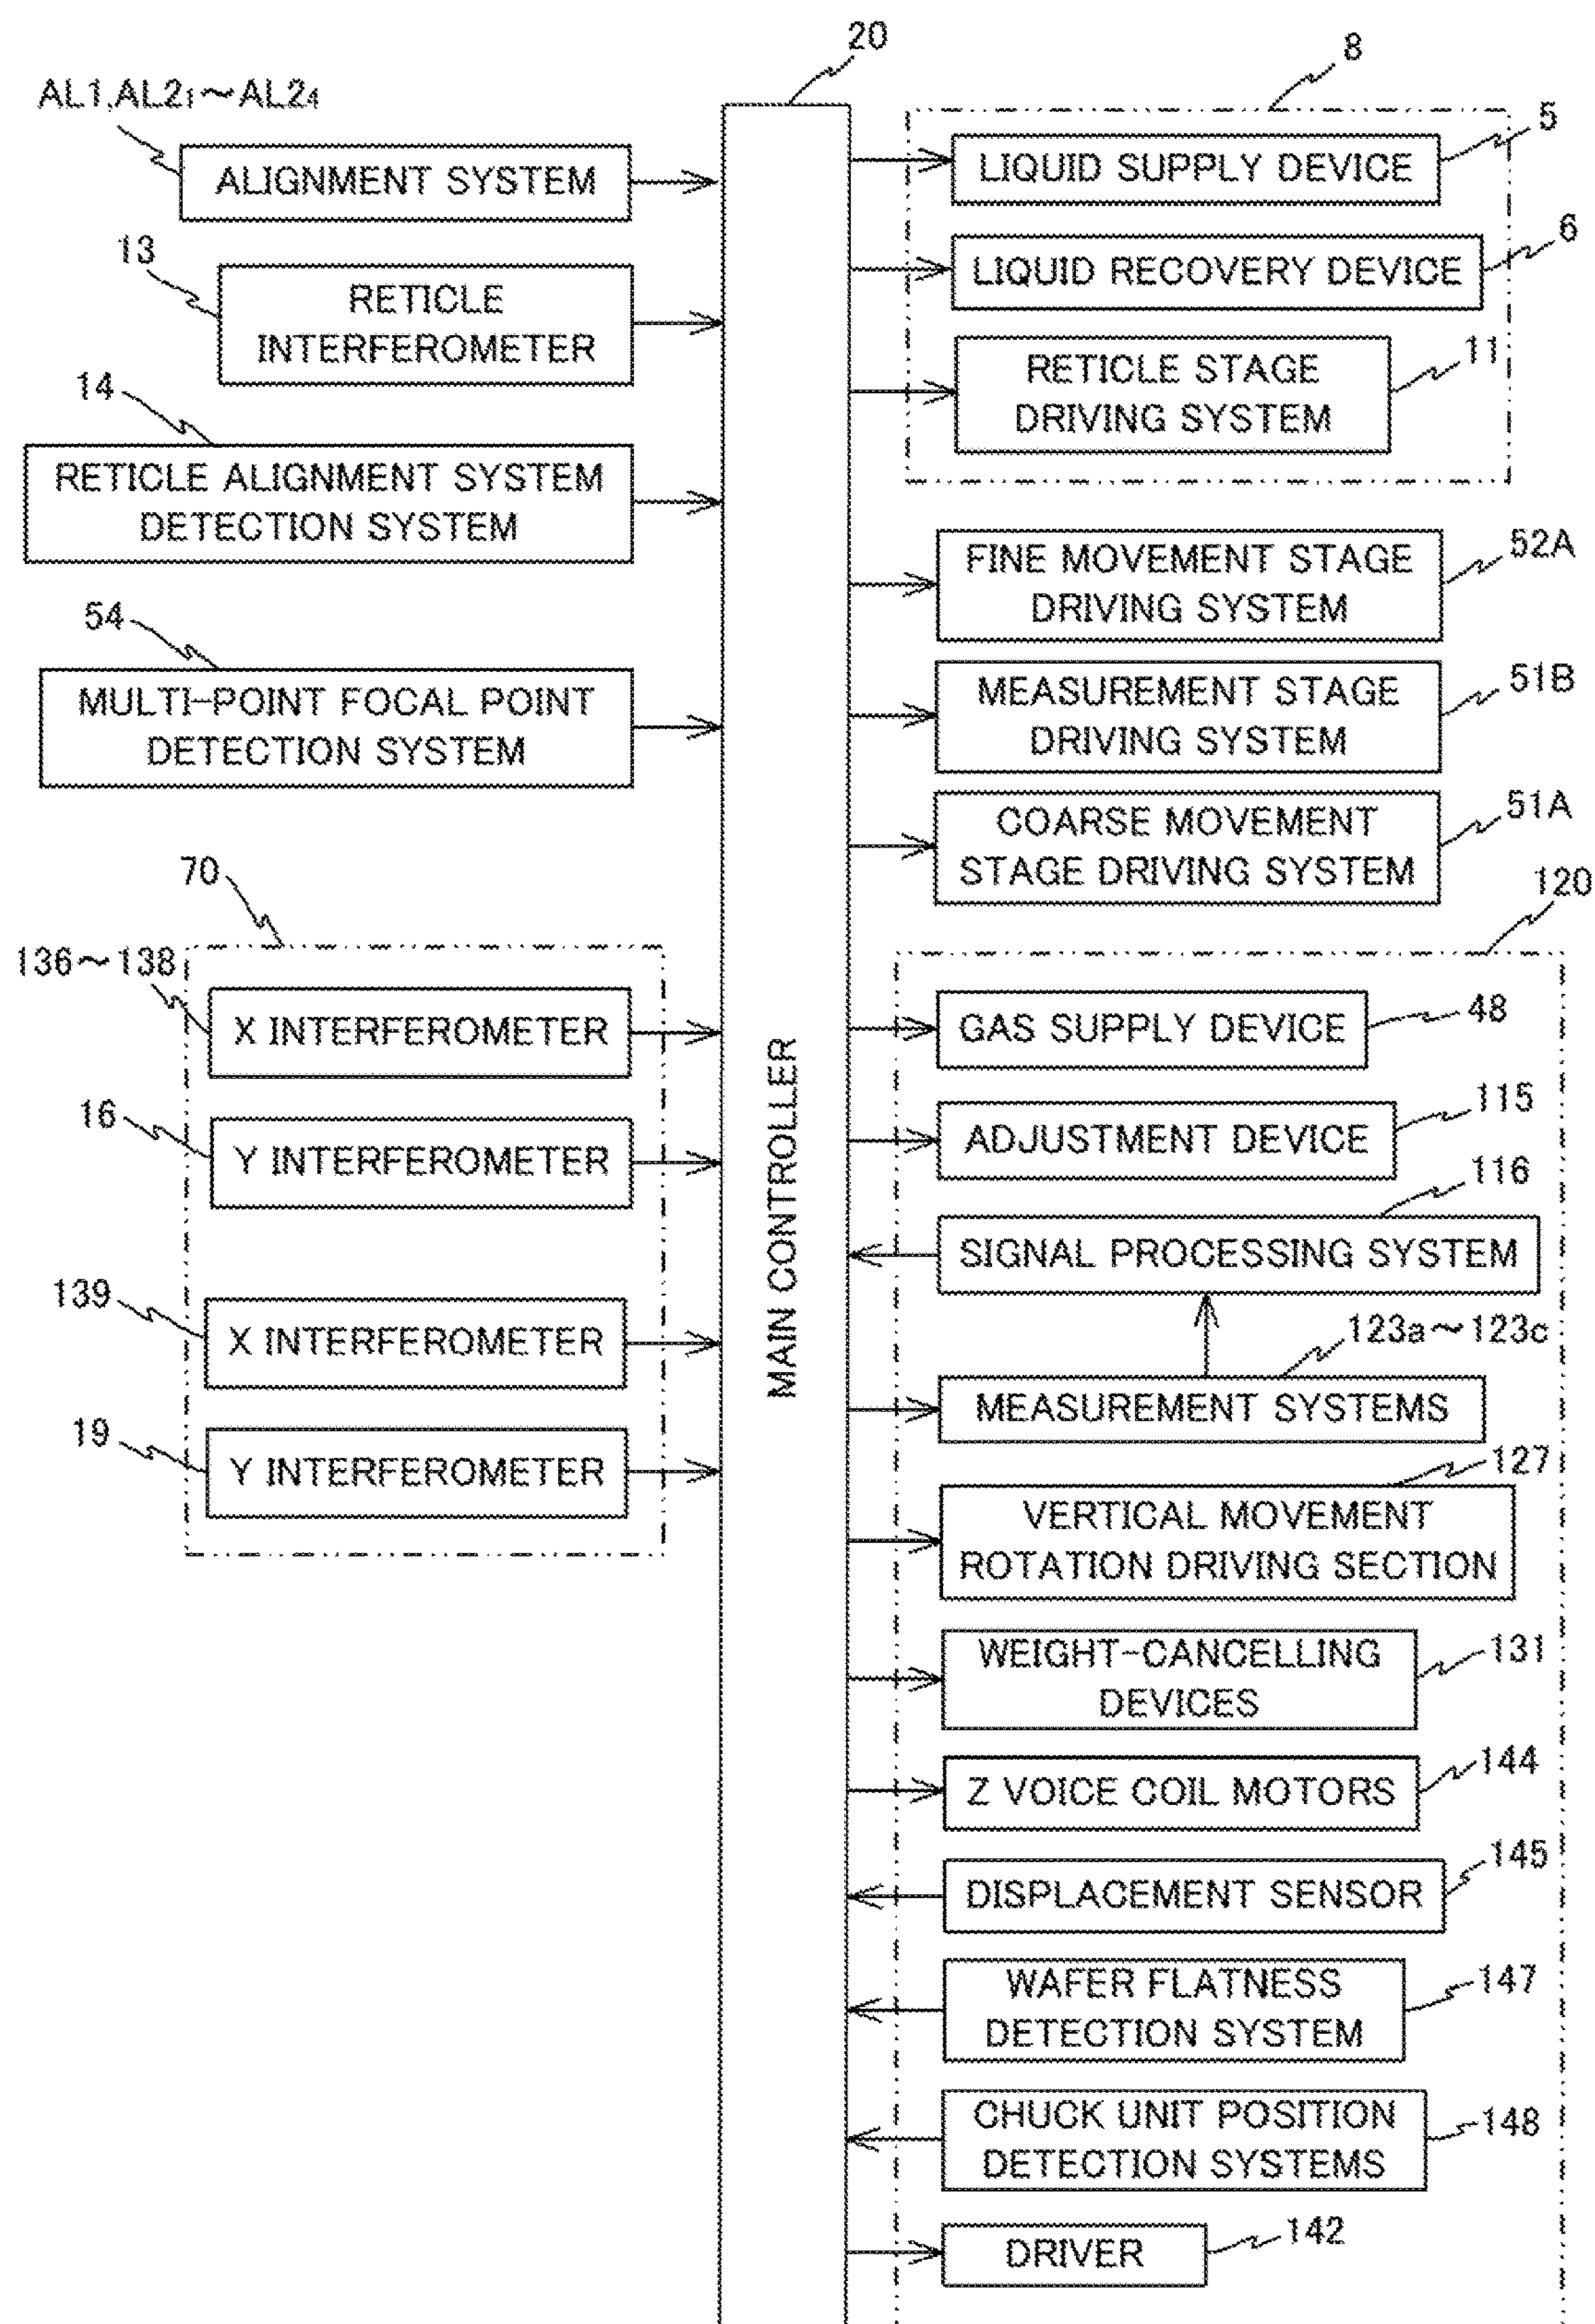 20
8
AL1,AL2₁～AL2₄
ALIGNMENT SYSTEM
13
RETICLE
INTERFEROMETER
14
RETICLE ALIGNMENT SYSTEM
DETECTION SYSTEM
54
MULTI-POINT FOCAL POINT
DETECTION SYSTEM
70
136～138
X INTERFEROMETER
16
Y INTERFEROMETER
139
X INTERFEROMETER
19
Y INTERFEROMETER
MAIN CONTROLLER
5
LIQUID SUPPLY DEVICE
6
LIQUID RECOVERY DEVICE
11
RETICLE STAGE
DRIVING SYSTEM
52A
FINE MOVEMENT STAGE
DRIVING SYSTEM
51B
MEASUREMENT STAGE
DRIVING SYSTEM
51A
COARSE MOVEMENT
STAGE DRIVING SYSTEM
120
GAS SUPPLY DEVICE
48
ADJUSTMENT DEVICE
115
116
SIGNAL PROCESSING SYSTEM
123a～123c
MEASUREMENT SYSTEMS
127
VERTICAL MOVEMENT
ROTATION DRIVING SECTION
WEIGHT-CANCELLING
DEVICES
131
Z VOICE COIL MOTORS
144
145
DISPLACEMENT SENSOR
WAFER FLATNESS
DETECTION SYSTEM
147
CHUCK UNIT POSITION
DETECTION SYSTEMS
148
DRIVER
142